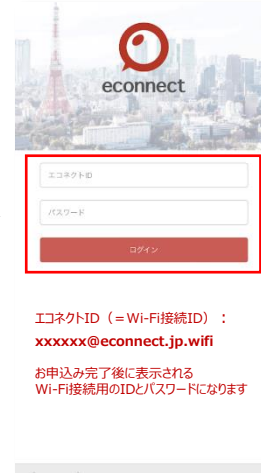 econnect
エコネクトID
パスワード
ログイン
エコネクトID（＝Wi-Fi接続ID）：
xxxxxx@econnect.jp.wifi
お申込み完了後に表示される
Wi-Fi接続用のIDとパスワードになります